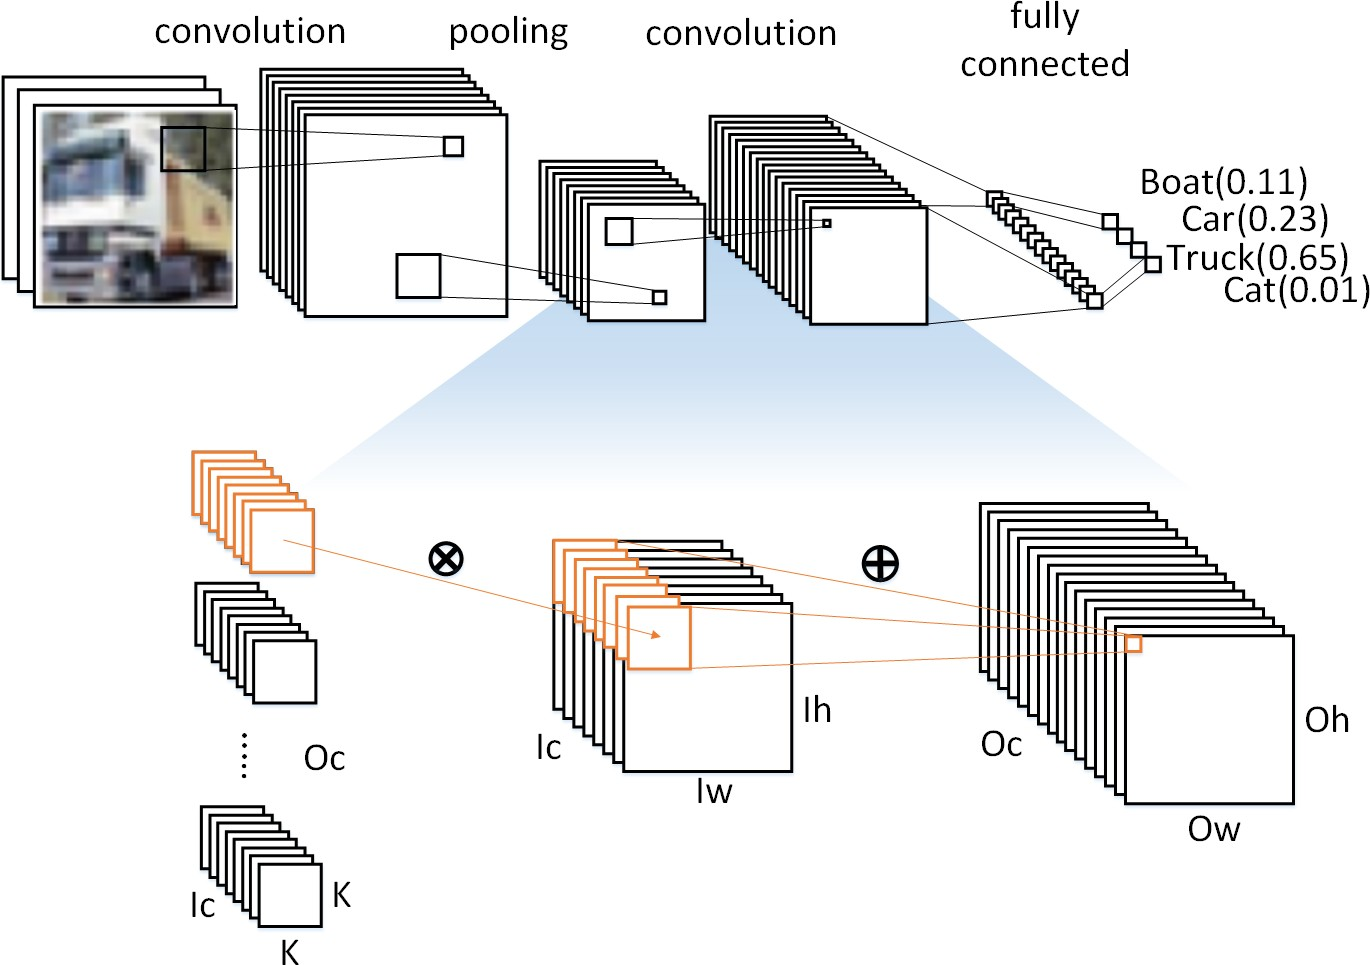 convolution
pooling
convolution
fully
connected
Boat(0.11)
Car(0.23)
Truck(0.65)
Cat(0.01)
Ih
Ic
Iw
Oh
Oc
Ow
Oc
Ic
K
K